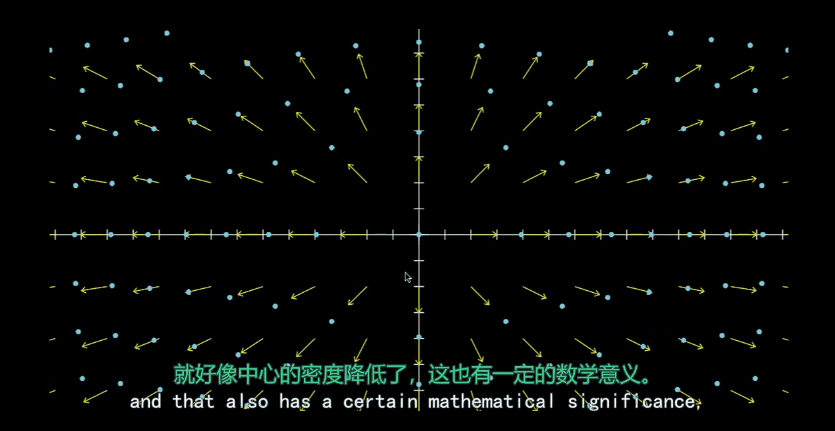 就好像中心的密度降低了，这也有一定的数学意义。
and that also has a certain mathematical significance,